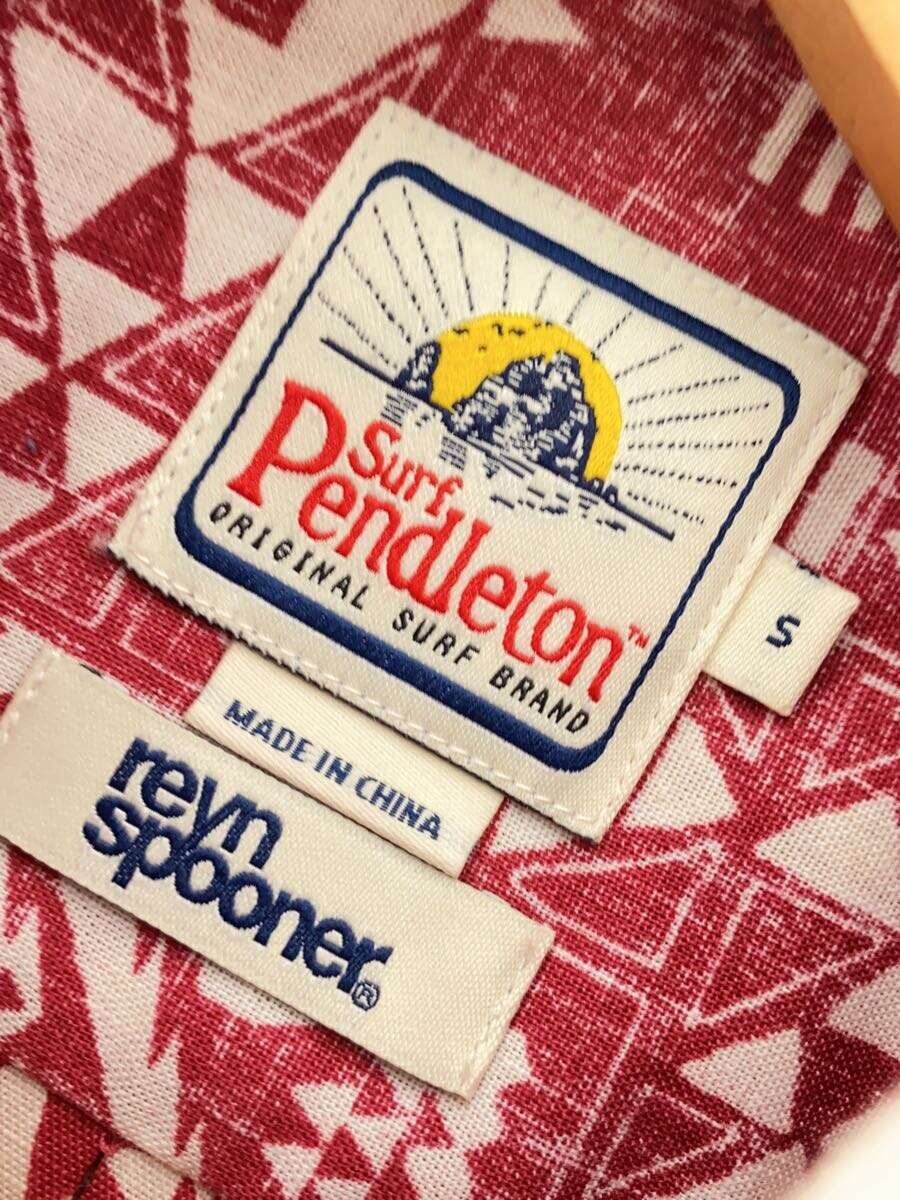 Surf
Pendleton™
ORIGINAL SURF BRAND
S
MADE IN CHINA
reyn
spooner®